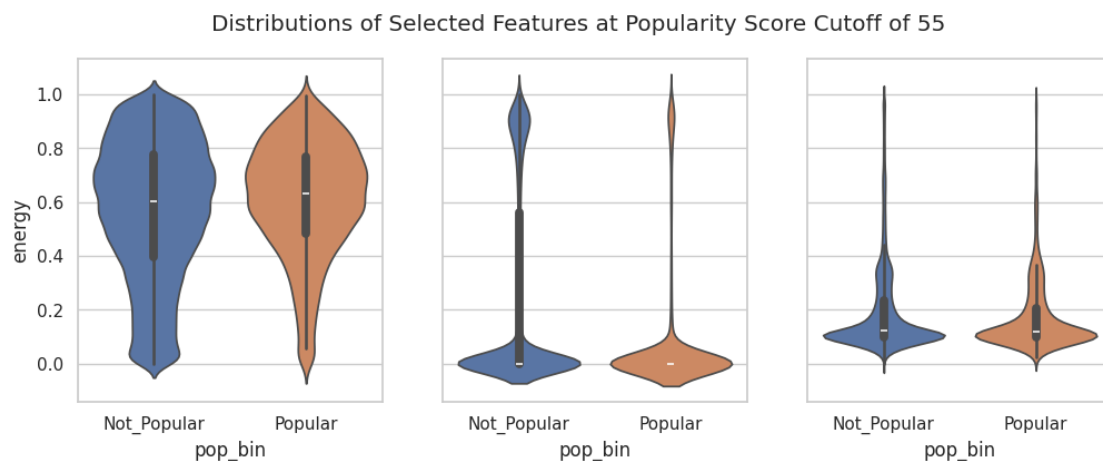 Distributions of Selected Features at Popularity Score Cutoff of 55
energy
1.0
0.8
0.6
0.4
0.2
0.0
Not_Popular Popular
pop_bin
Not_Popular Popular
pop_bin
Not_Popular Popular
pop_bin